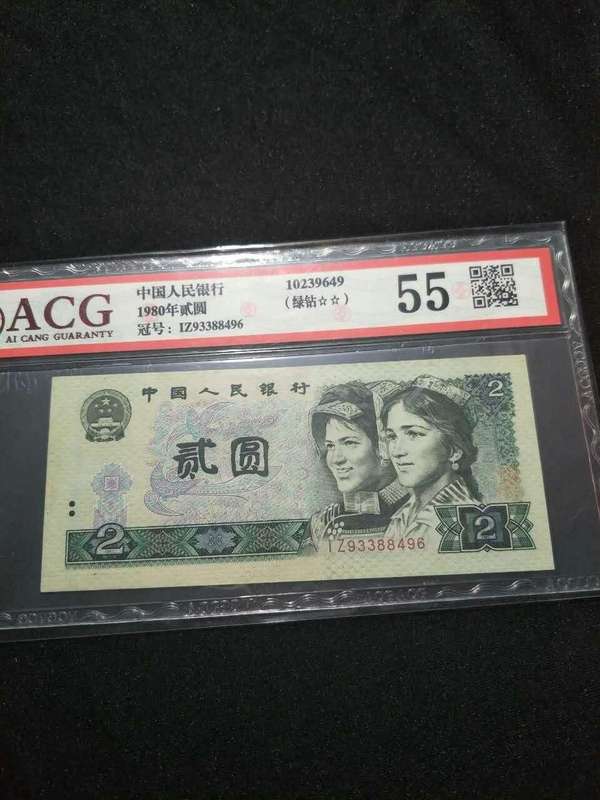 ACG
AI CANG GUARANTY
中国人民银行
1980年贰圆
冠号: IZ93388496
10239649
(绿钻☆☆)
55
中国人民银行
2
贰圆
2
IZ93388496
2